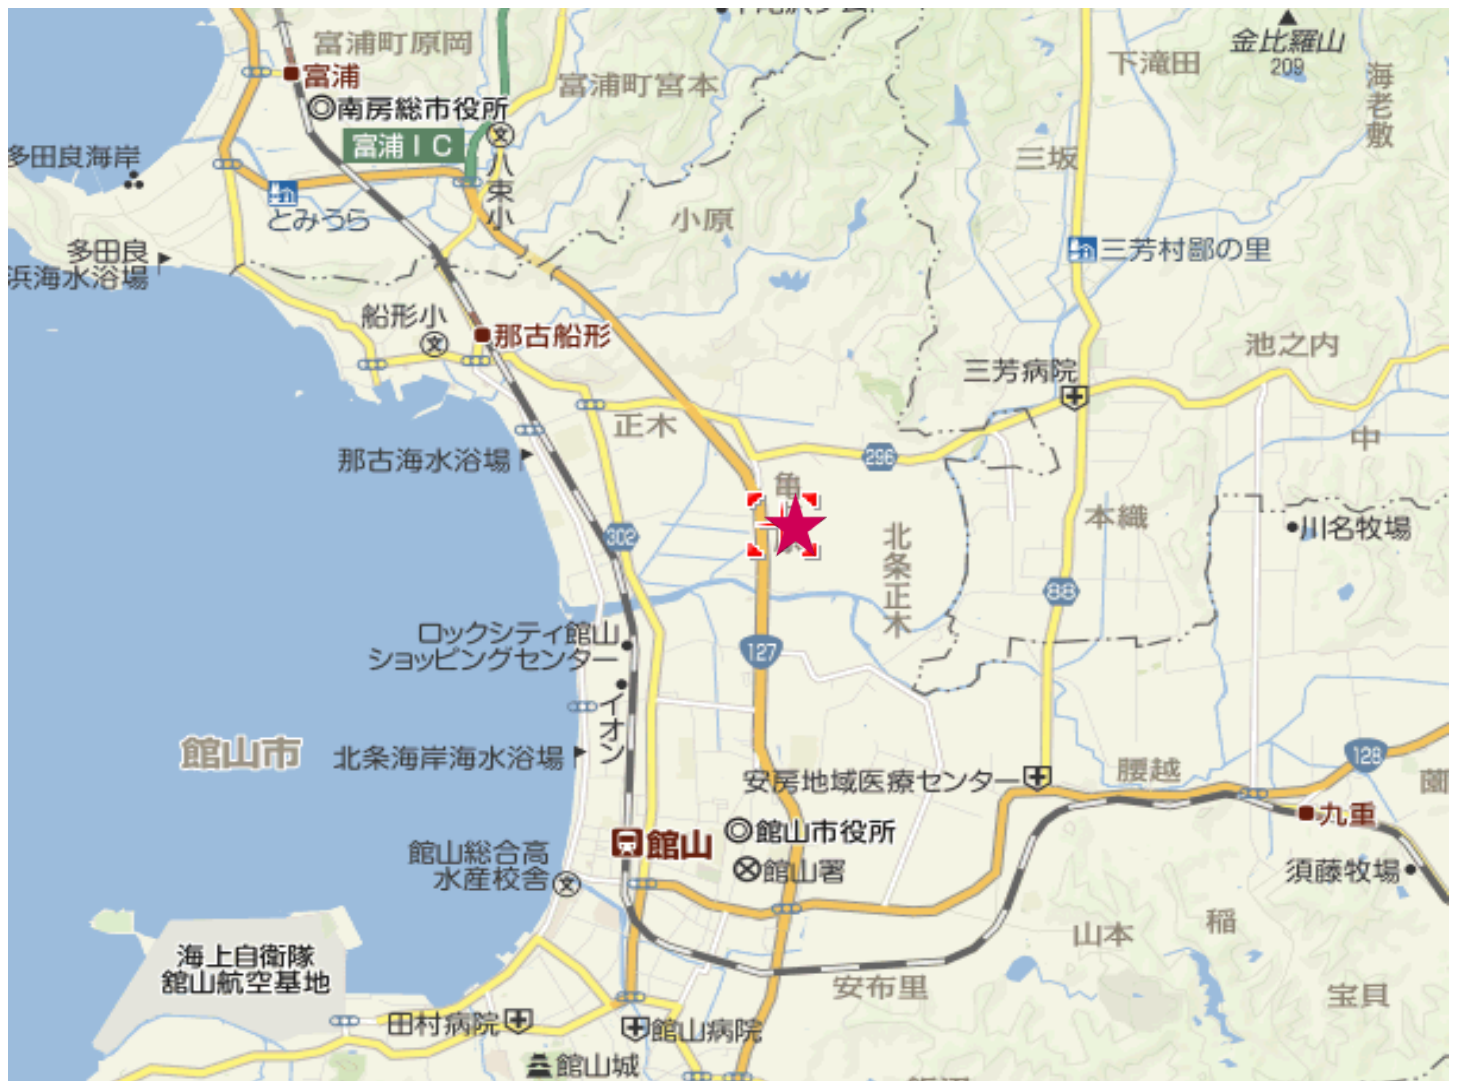 富浦町原岡
金比羅山
209
富浦
下滝田
海老敷
富浦町宮本
◎南房総市役所
富浦IC
八束小
多田良海岸
三坂
とみうら
小原
多田良
浜海水浴場
三芳村鄙の里
船形小
那古船形
池之内
三芳病院
正木
中
296
那古海水浴場
亀
本織
川名牧場
302
北条正木
88
ロックシティ館山
ショッピングセンター
127
イオン
館山市
北条海岸海水浴場
128
腰越
安房地域医療センター
薗
九重
館山
◎館山市役所
館山総合高
水産校舎
館山署
須藤牧場
稲
山本
海上自衛隊
舘山航空基地
安布里
宝貝
田村病院
館山病院
館山城